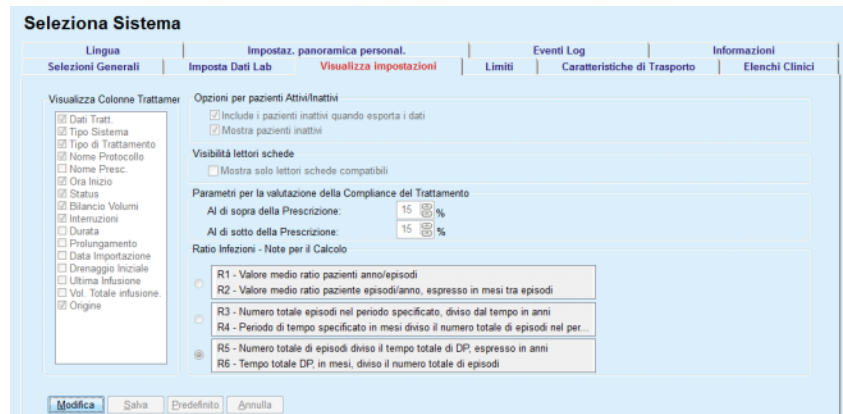 Seleziona Sistema
Lingua
Impostaz. panoramica personal.
Eventi Log
Informazioni
Selezioni Generali
Imposta Dati Lab
Visualizza impostazioni
Limiti
Caratteristiche di Trasporto
Elenchi Clinici
Visualizza Colonne Trattamer
Dati Tratt.
Tipo Sistema
Tipo di Trattamento
Nome Protocollo
Nome Presc.
Ora Inizio
Status
Bilancio Volumi
Interruzioni
Durata
Prolungamento
Data Importazione
Drenaggio Iniziale
Ultima Infusione
Vol. Totale infusione.
Origine
Opzioni per pazienti Attivi/Inattivi
Include i pazienti inattivi quando esporta i dati
Mostra pazienti inattivi
Visibilità lettori schede
Mostra solo lettori schede compatibili
Parametri per la valutazione della Compliance del Trattamento
Al di sopra della Prescrizione: 15 %
Al di sotto della Prescrizione: 15 %
Ratio Infezioni - Note per il Calcolo
R1 - Valore medio ratio pazienti anno/episodi
R2 - Valore medio ratio paziente episodi/anno, espresso in mesi tra episodi
R3 - Numero totale episodi nel periodo specificato, diviso dal tempo in anni
R4 - Periodo di tempo specificato in mesi diviso il numero totale di episodi nel per...
R5 - Numero totale di episodi diviso il tempo totale di DP, espresso in anni
R6 - Tempo totale DP, in mesi, diviso il numero totale di episodi
Modifica
Salva
Predefinito
Annulla